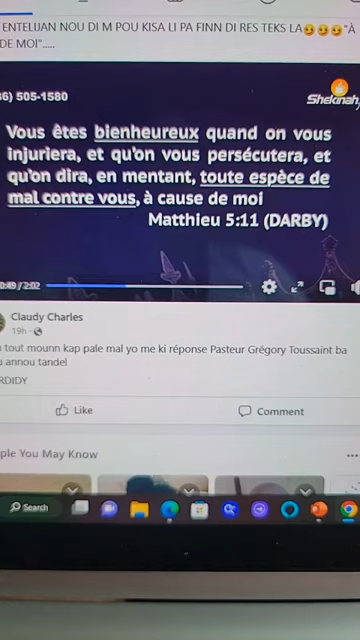 ENTELIJAN NOU DI M POU KISA LI PA FINN DI RES TEKS LA😏😏😏"À
DE MOI".....
6) 505-1580
Shekinah
Vous êtes bienheureux quand on vous
injuriera, et qu'on vous persécutera, et
qu'on dira, en mentant, toute espèce de
mal contre vous, à cause de moi
Matthieu 5:11 (DARBY)
0:49 / 2:02
Claudy Charles
19h
tout mounn kap pale mal yo me ki réponse Pasteur Grégory Toussaint ba
annou tandel
RDIDY
Like
Comment
ple You May Know
Search